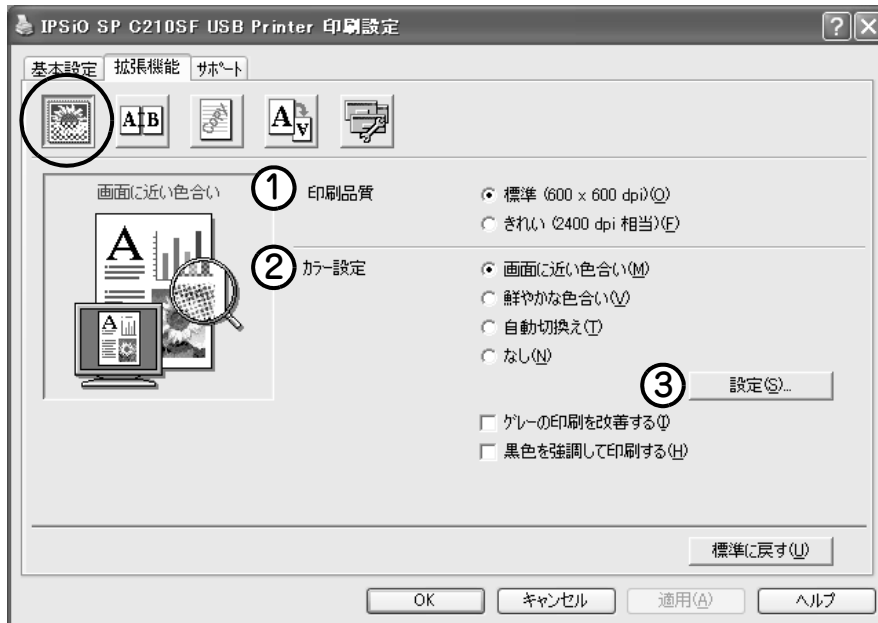 IPSiO SP C210SF USB Printer 印刷設定
基本設定 拡張機能 サポート
A B
COPY
A A
画面に近い色合い
A
A
① 印刷品質
標準 (600 x 600 dpi)(O)
きれい (2400 dpi 相当)(F)
② カラー設定
画面に近い色合い(M)
鮮やかな色合い(V)
自動切換え(T)
なし(N)
③ 設定(S)...
グレーの印刷を改善する(I)
黒色を強調して印刷する(H)
標準に戻す(U)
OK キャンセル 適用(A) ヘルプ